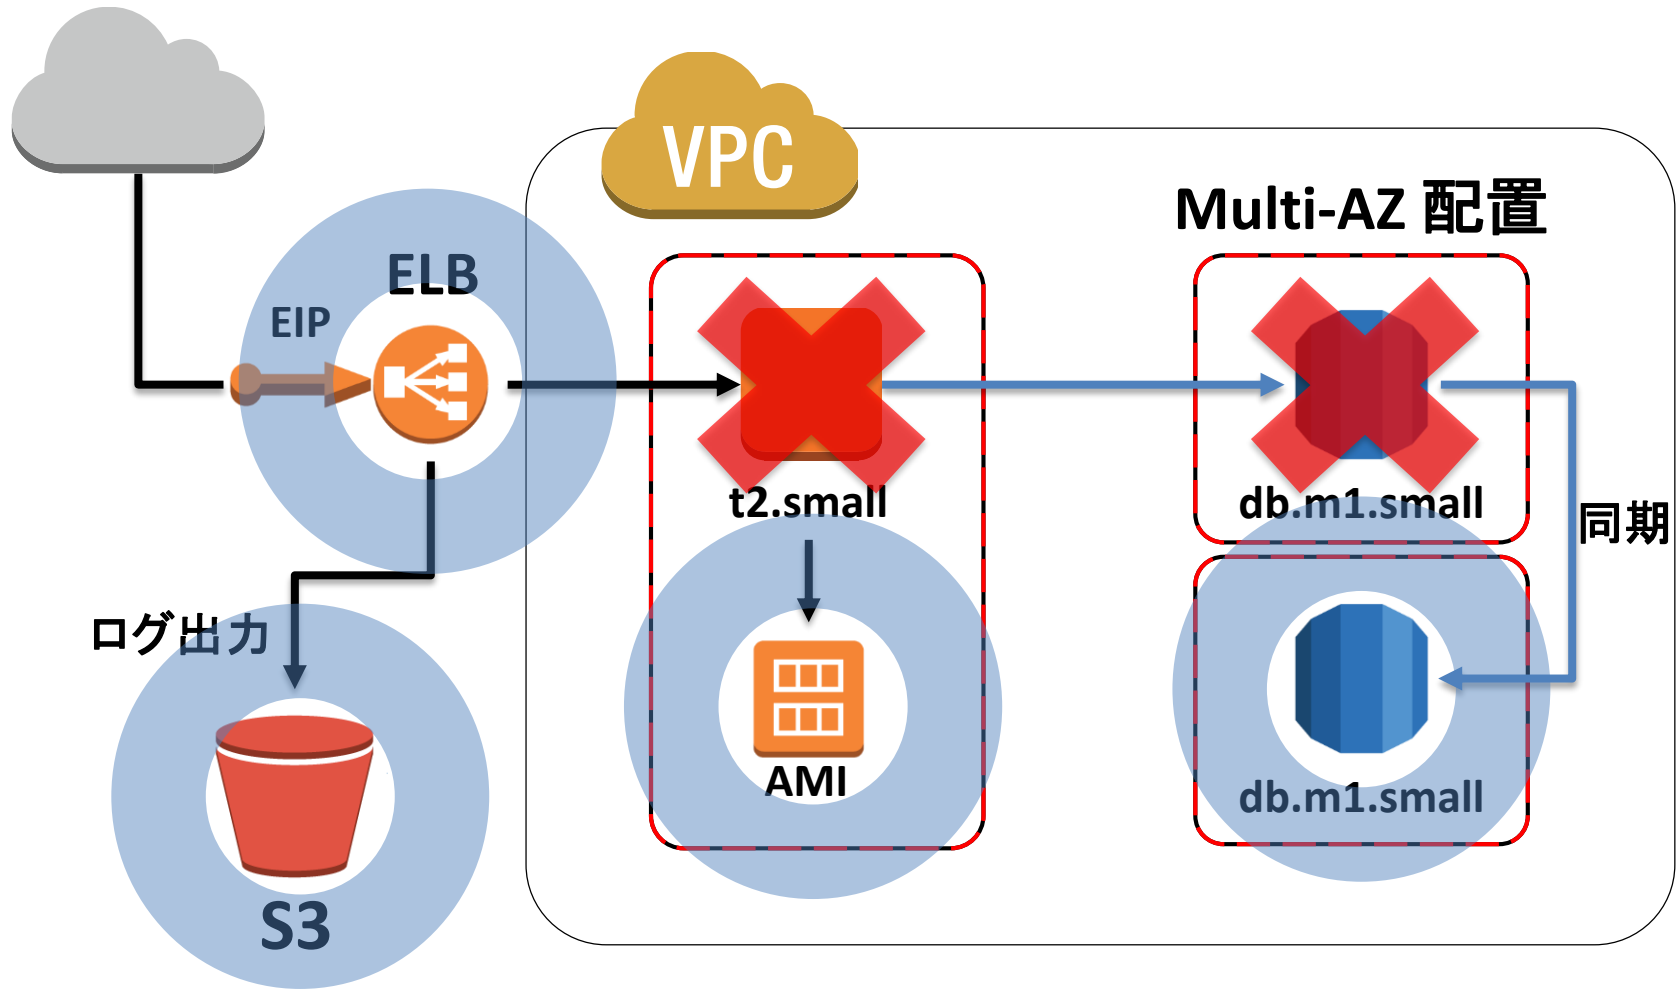 VPC
Multi-AZ 配置
ELB
EIP
t2.small
db.m1.small
同期
ログ出力
AMI
db.m1.small
S3